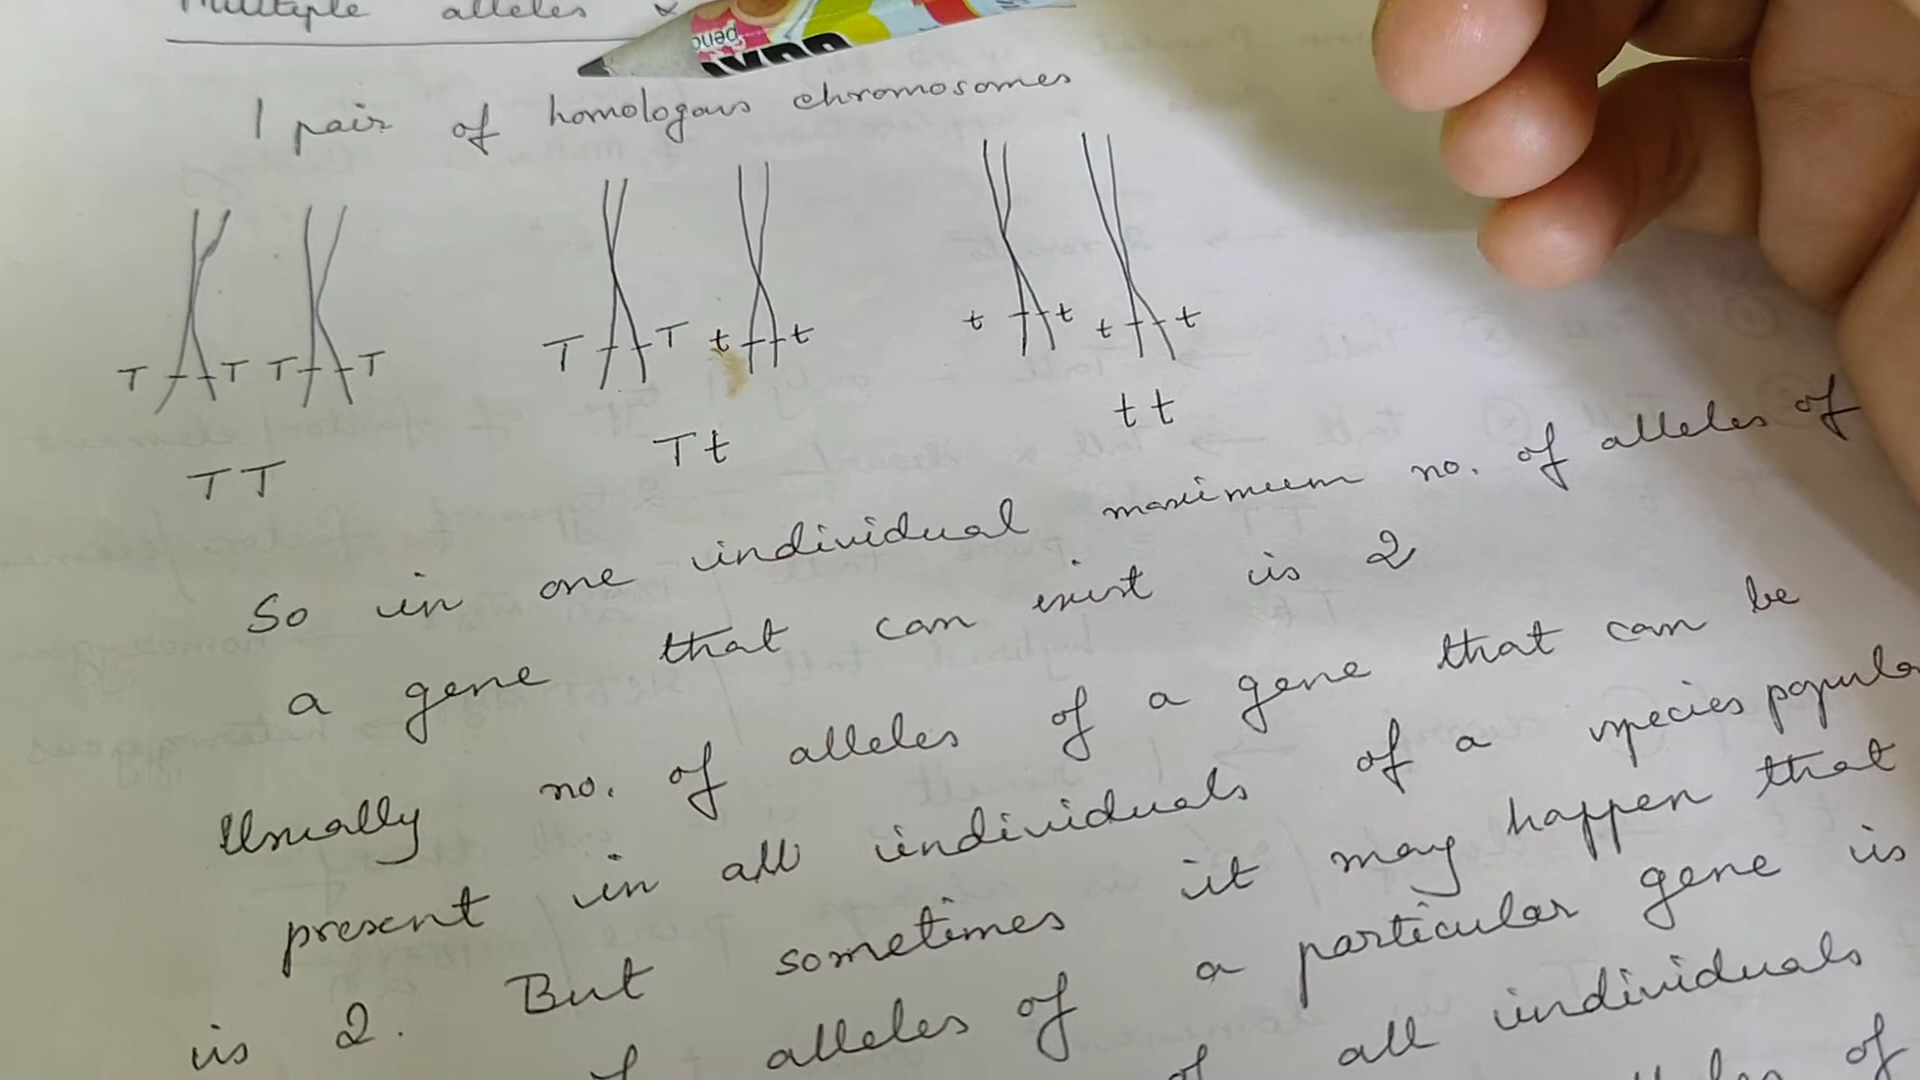 Multiple alleles
1 pair of homologous chromosomes
T T T T
T T t t
t t t t
TT
Tt
tt
So in one individual maximum no. of alleles of
a gene that can exist is 2
Usually no. of alleles of a gene that can be
present in all individuals of a species popula
is 2. But sometimes it may happen that
alleles of a particular gene is
all individuals
of